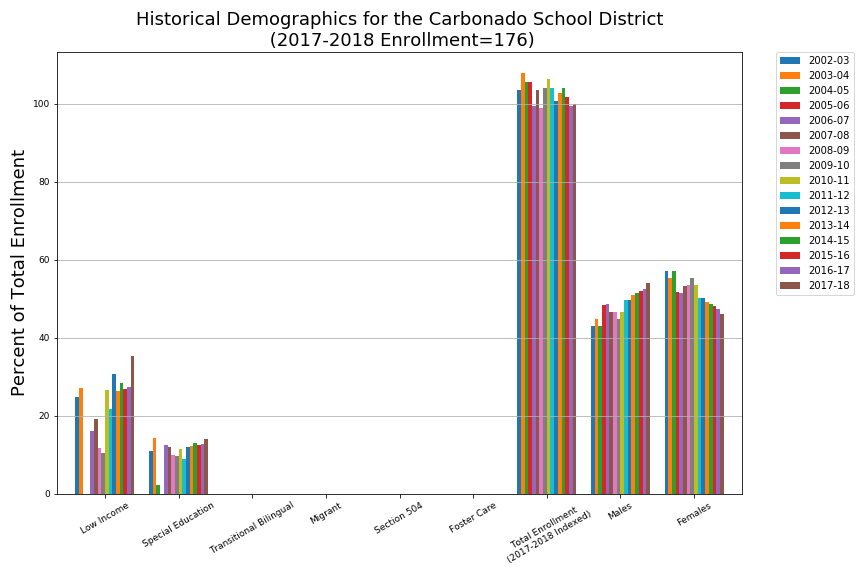 Historical Demographics for the Carbonado School District
(2017-2018 Enrollment=176)
Percent of Total Enrollment
100
80
60
40
20
0
Low Income
Special Education
Transitional Bilingual
Migrant
Section 504
Foster Care
Total Enrollment
(2017-2018 Indexed)
Males
Females
2002-03
2003-04
2004-05
2005-06
2006-07
2007-08
2008-09
2009-10
2010-11
2011-12
2012-13
2013-14
2014-15
2015-16
2016-17
2017-18